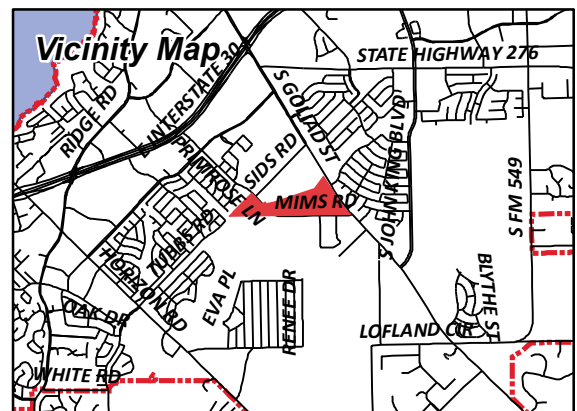 Vicinity Map
STATE HIGHWAY 276
INTERSTATE 30
RIDGE RD
S GOLIAD ST
S JOHN KING BLVD
SIDS RD
PRIMROSE LN
S FM 549
MIMS RD
TUBBS RD
HORIZON RD
EVA PL
RENEE DR
BLYTHE ST
OAK DR
LOFLAND CIR
WHITE RD